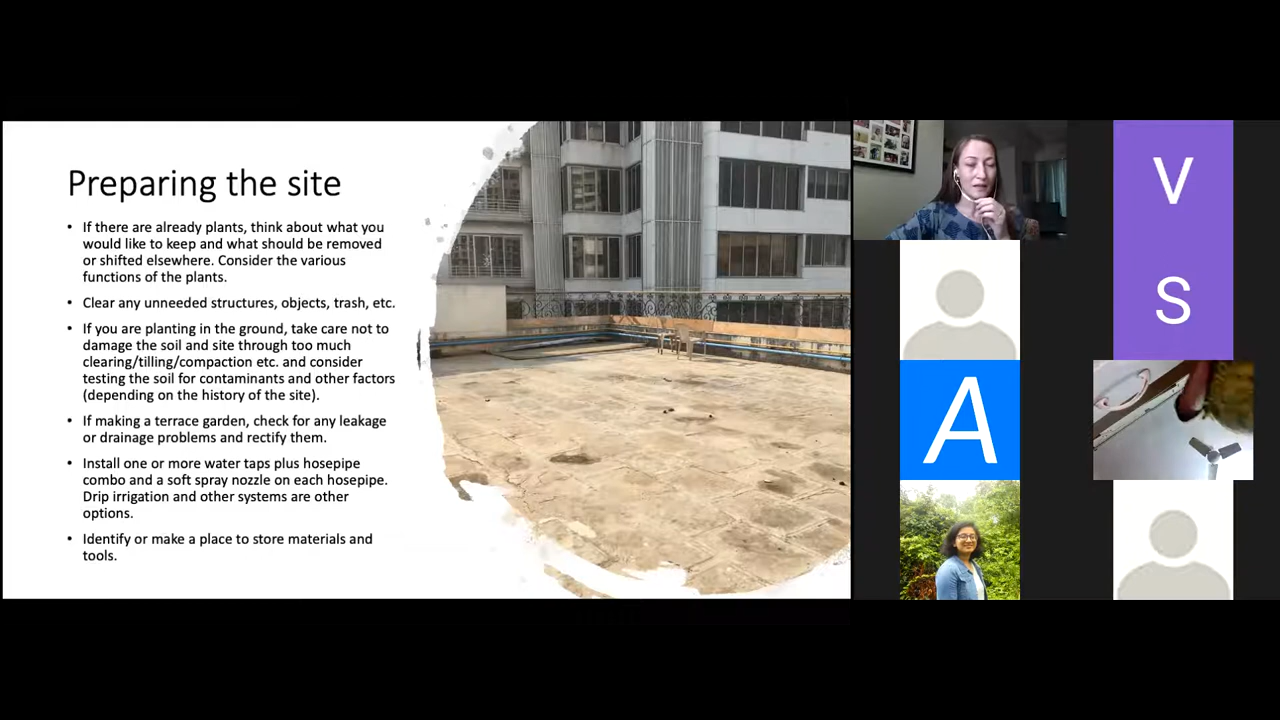 Preparing the site
• If there are already plants, think about what you
would like to keep and what should be removed
or shifted elsewhere. Consider the various
functions of the plants.
• Clear any unneeded structures, objects, trash, etc.
• If you are planting in the ground, take care not to
damage the soil and site through too much
clearing/tilling/compaction etc. and consider
testing the soil for contaminants and other factors
(depending on the history of the site).
• If making a terrace garden, check for any leakage
or drainage problems and rectify them.
• Install one or more water taps plus hosepipe
combo and a soft spray nozzle on each hosepipe.
Drip irrigation and other systems are other
options.
• Identify or make a place to store materials and
tools.
V
S
A